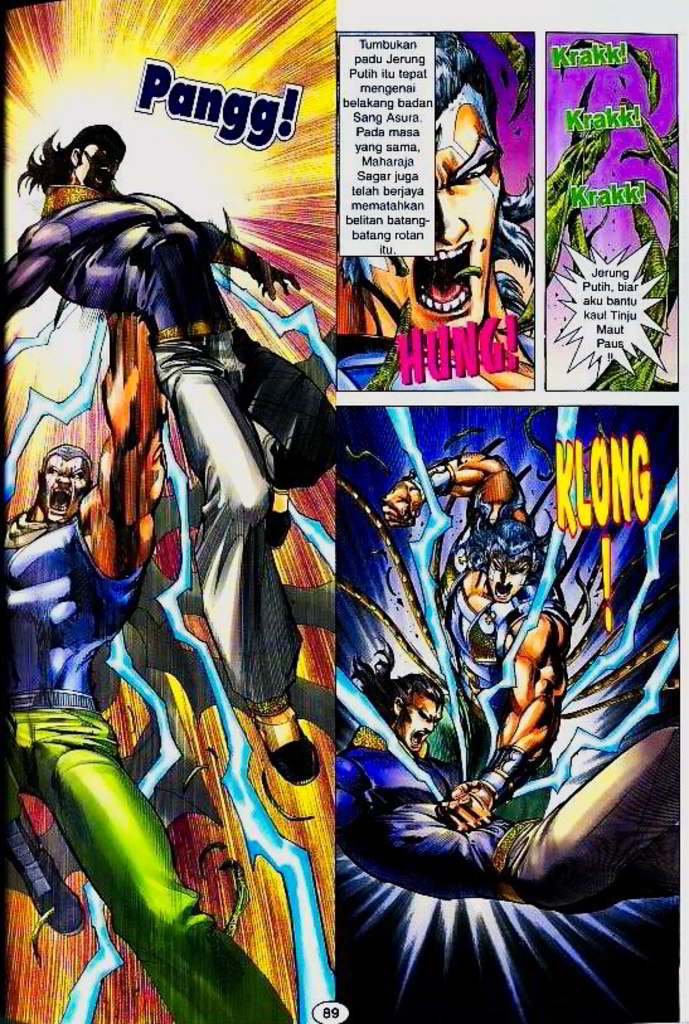 Pangg!
Tumbukan
padu Jerung
Putih itu tepat
mengenai
belakang badan
Sang Asura.
Pada masa
yang sama,
Maharaja
Sagar juga
telah berjaya
mematahkan
belitan batang-
batang rotan
itu.
HUNG!
Krakk!
Krakk!
Krakk!
Jerung
Putih, biar
aku bantu
kau! Tinju
Maut
Paus
!!
KLONG
!
89